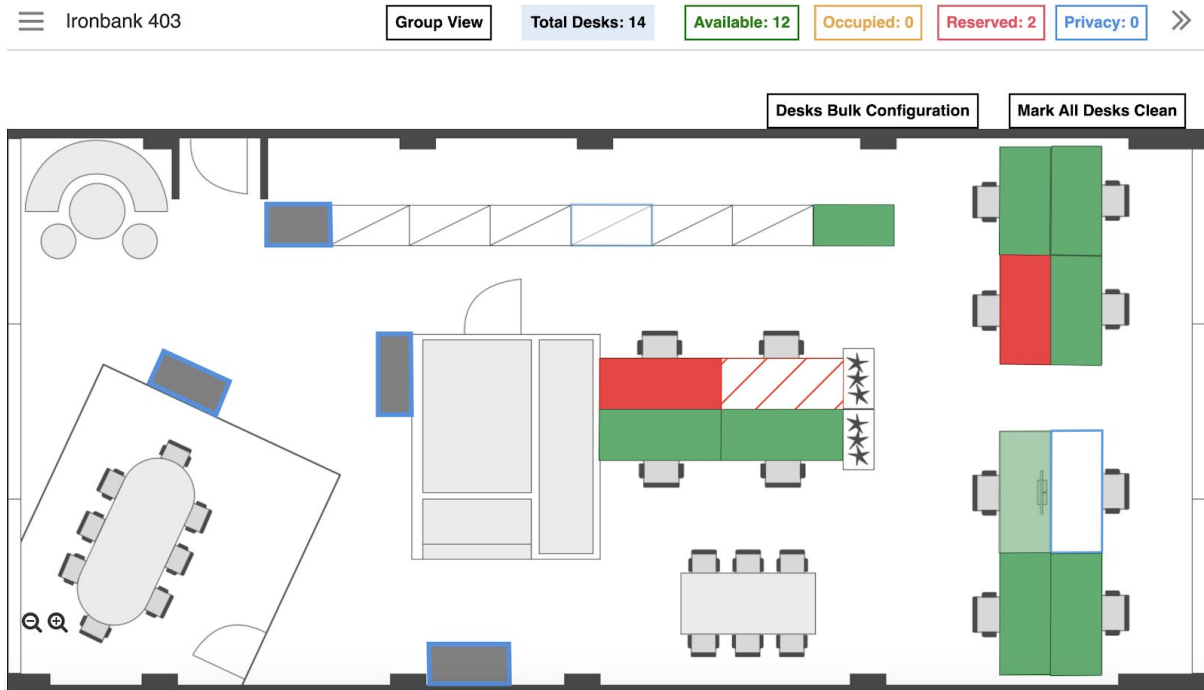 Ironbank 403
Group View
Total Desks: 14
Available: 12
Occupied: 0
Reserved: 2
Privacy: 0
Desks Bulk Configuration
Mark All Desks Clean